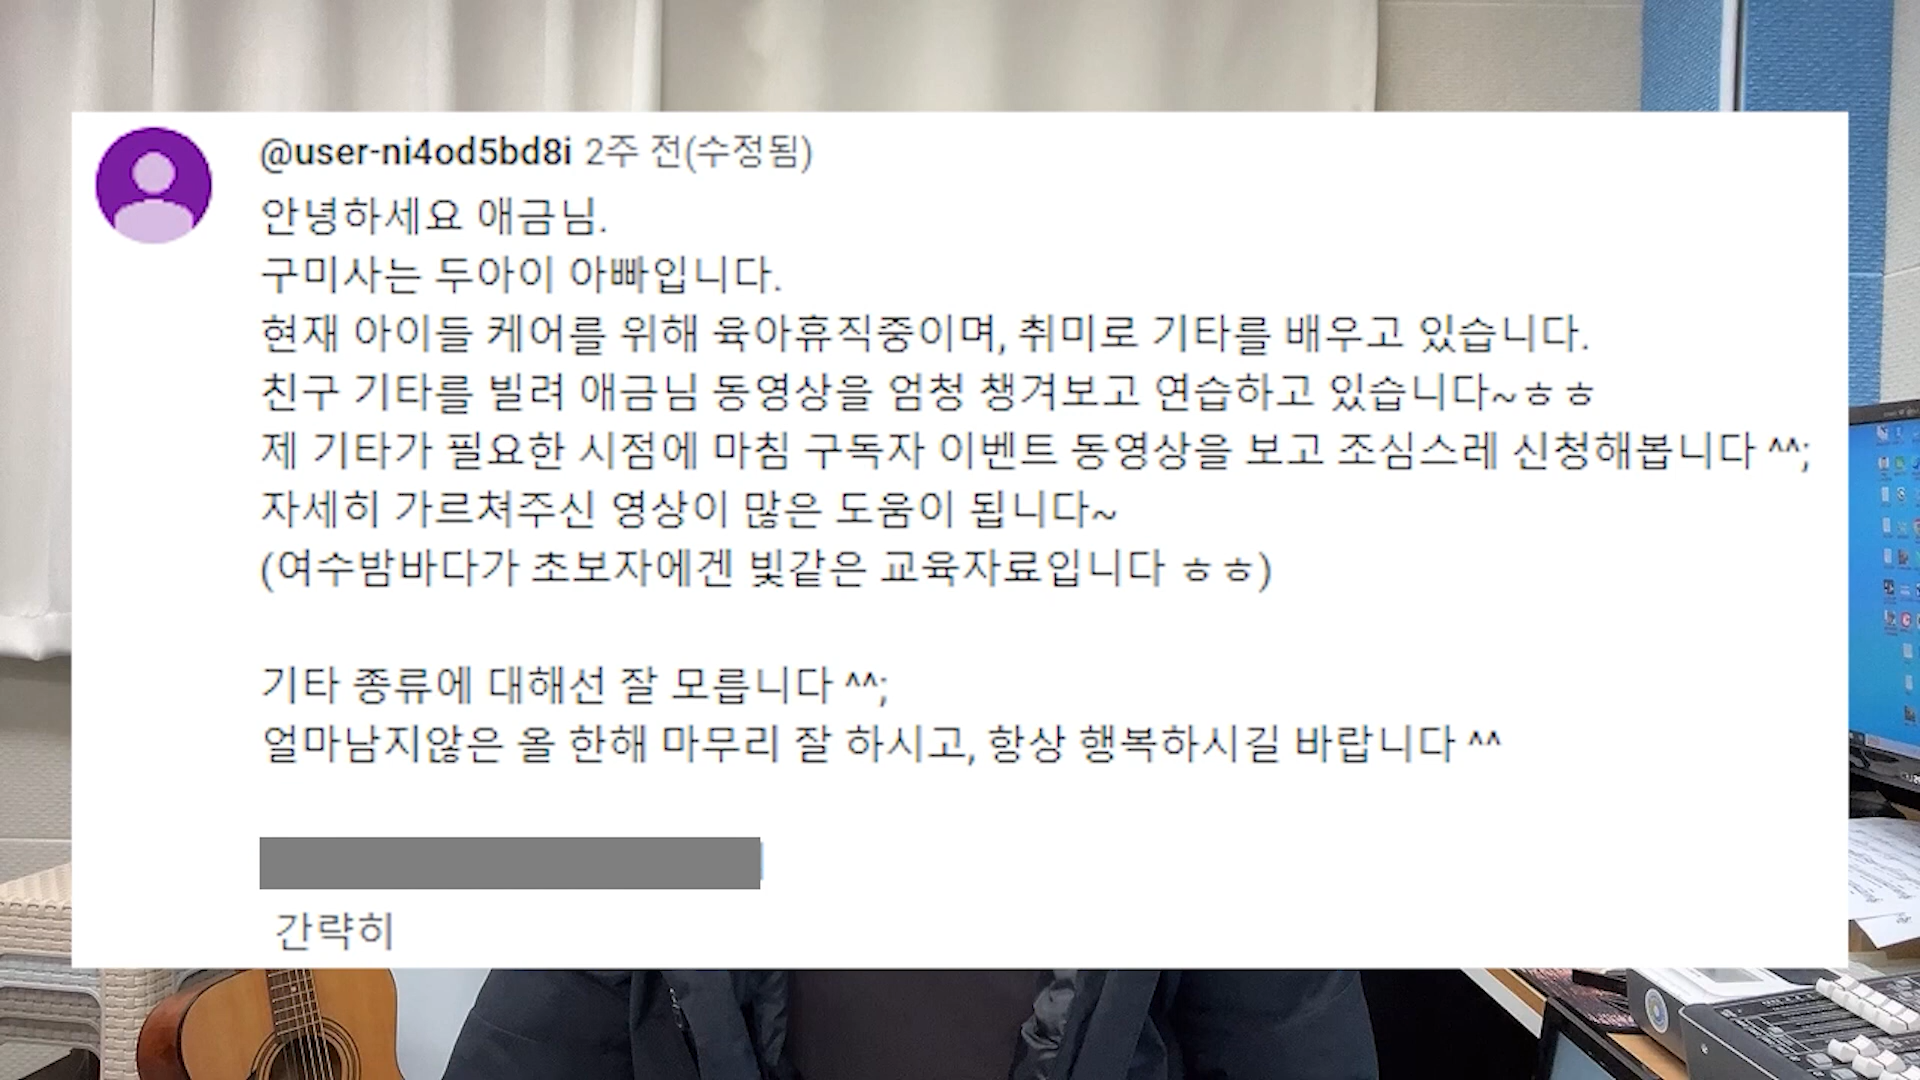 @user-ni4od5bd8i 2주 전(수정됨)
안녕하세요 애금님.
구미사는 두아이 아빠입니다.
현재 아이들 케어를 위해 육아휴직중이며, 취미로 기타를 배우고 있습니다.
친구 기타를 빌려 애금님 동영상을 엄청 챙겨보고 연습하고 있습니다~ㅎㅎ
제 기타가 필요한 시점에 마침 구독자 이벤트 동영상을 보고 조심스레 신청해봅니다 ^^;
자세히 가르쳐주신 영상이 많은 도움이 됩니다~
(여수밤바다가 초보자에겐 빛같은 교육자료입니다 ㅎㅎ)
기타 종류에 대해선 잘 모릅니다 ^^;
얼마남지않은 올 한해 마무리 잘 하시고, 항상 행복하시길 바랍니다 ^^
간략히